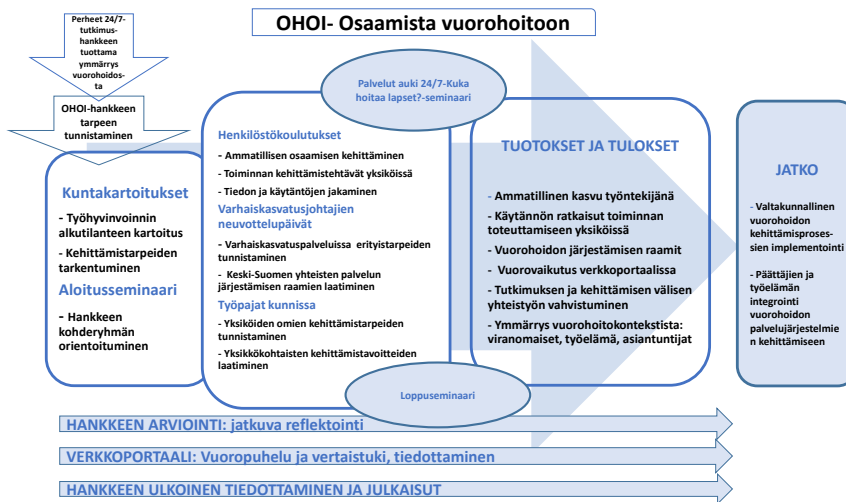 OHOI- Osaamista vuorohoitoon
Perheet 24/7-
tutkimus-
hankkeen
tuottama
ymmärrys
vuorohoidos-
ta
OHOI-hankkeen
tarpeen
tunnistaminen
Kuntakartoitukset
- Työhyvinvoinnin
alkutilanteen kartoitus
- Kehittämistarpeiden
tarkentuminen
Aloitusseminaari
- Hankkeen
kohderyhmän
orientoituminen
Palvelut auki 24/7-Kuka
hoitaa lapset?-seminaari
Henkilöstökoulutukset
- Ammatillisen osaamisen kehittäminen
- Toiminnan kehittämistehtävät yksiköissä
- Tiedon ja käytäntöjen jakaminen
Varhaiskasvatusjohtajien
neuvottelupäivät
- Varhaiskasvatuspalveluissa erityistarpeiden
tunnistaminen
- Keski-Suomen yhteisten palvelun
järjestämisen raamien laatiminen
Työpajat kunnissa
- Yksiköiden omien kehittämistarpeiden
tunnistaminen
- Yksikkökohtaisten kehittämistavoitteiden
laatiminen
Loppuseminaari
TUOTOKSET JA TULOKSET
- Ammatillinen kasvu työntekijänä
- Käytännön ratkaisut toiminnan
toteuttamiseen yksiköissä
- Vuorohoidon järjestämisen raamit
- Vuorovaikutus verkkoportaalissa
- Tutkimuksen ja kehittämisen välisen
yhteistyön vahvistuminen
- Ymmärrys vuorohoitokontekstista:
viranomaiset, työelämä, asiantuntijat
JATKO
- Valtakunnallinen
vuorohoidon
kehittämisproses-
sien implementointi
- Päättäjien ja
työelämän
integrointi
vuorohoidon
palvelujärjestelmie
n kehittämiseen
HANKKEEN ARVIOINTI: jatkuva reflektointi
VERKKOPORTAALI: Vuoropuhelu ja vertaistuki, tiedottaminen
HANKKEEN ULKOINEN TIEDOTTAMINEN JA JULKAISUT